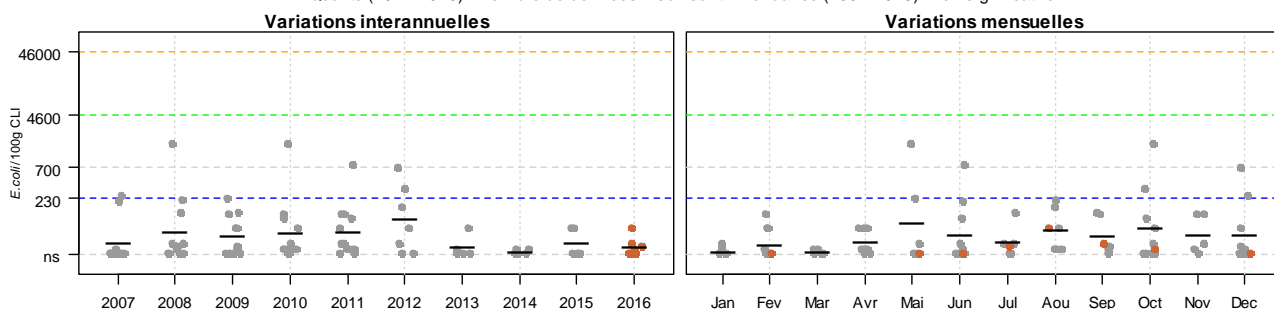 Variations interannuelles
Variations mensuelles
E.coli/100g CLI
46000
4600
700
230
ns
2007 2008 2009 2010 2011 2012 2013 2014 2015 2016
Jan Fev Mar Avr Mai Jun Jul Aou Sep Oct Nov Dec